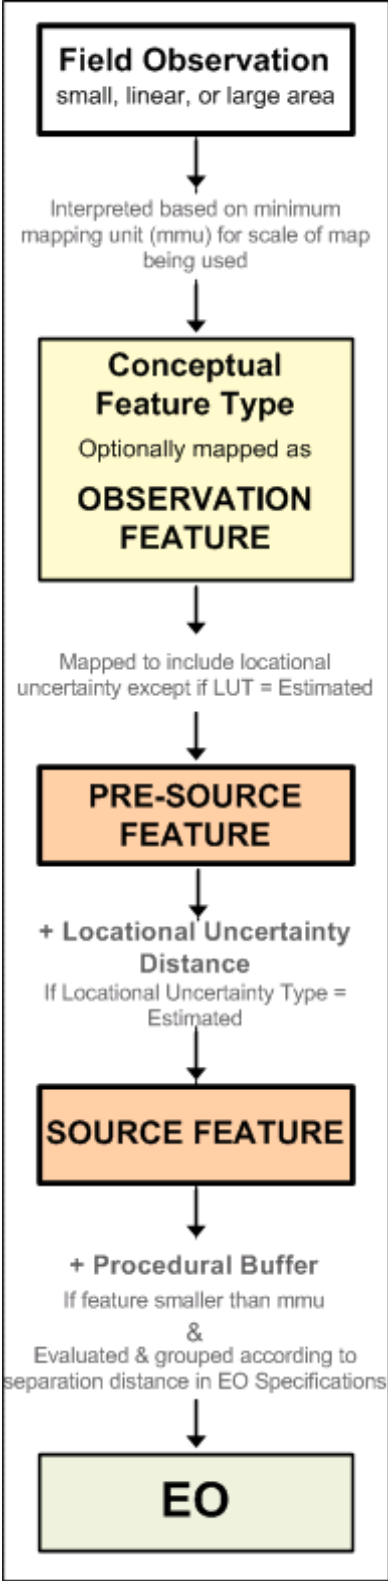 Field Observation
small, linear, or large area
Interpreted based on minimum
mapping unit (mmu) for scale of map
being used
Conceptual
Feature Type
Optionally mapped as
OBSERVATION
FEATURE
Mapped to include locational
uncertainty except if LUT = Estimated
PRE-SOURCE
FEATURE
+ Locational Uncertainty
Distance
If Locational Uncertainty Type =
Estimated
SOURCE FEATURE
+ Procedural Buffer
If feature smaller than mmu
&
Evaluated & grouped according to
separation distance in EO Specifications
EO